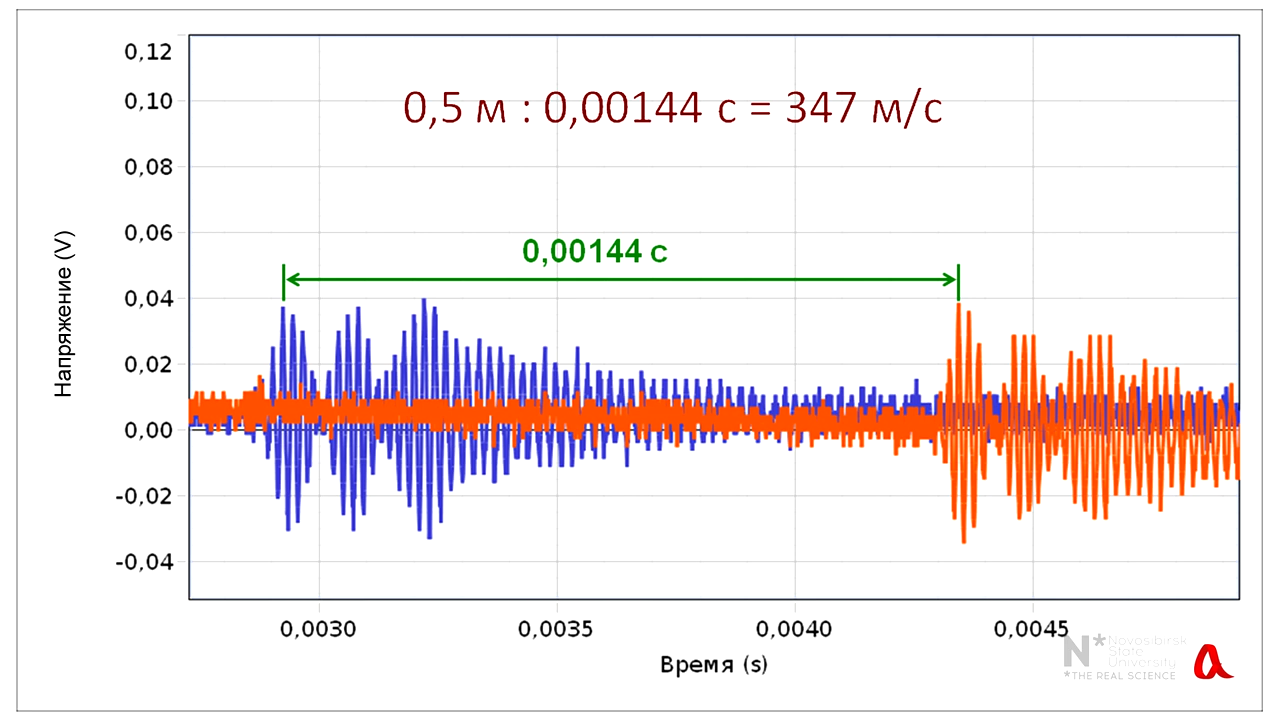 0,12
0,5 м : 0,00144 с = 347 м/с
0,10
0,08
0,06
0,00144 с
0,04
0,02
0,00
-0,02
-0,04
Напряжение (V)
0,0030
0,0035
0,0040
0,0045
Время (s)
N*
Novosibirsk
State
University
*THE REAL SCIENCE